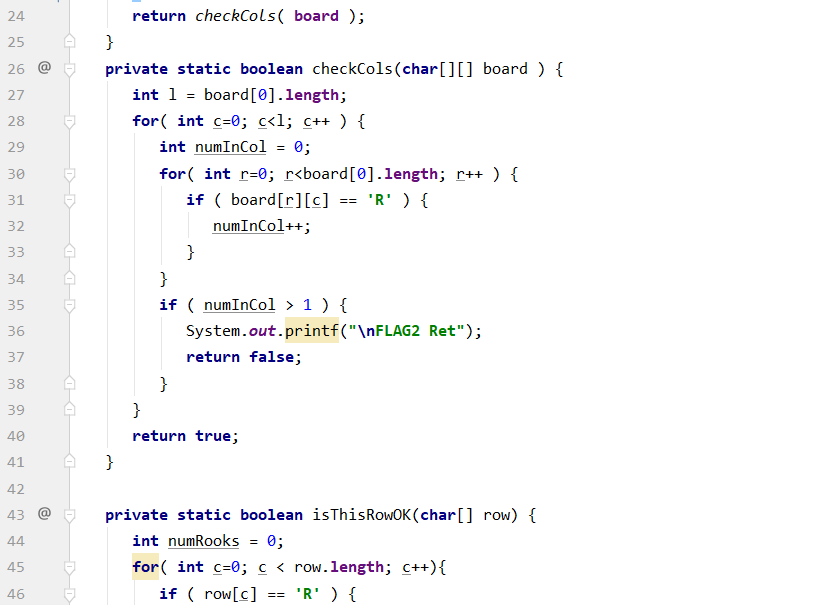 24 return checkCols( board );
25 }
26 @ private static boolean checkCols(char[][] board ) {
27 int l = board[0].length;
28 for( int c=0; c<l; c++ ) {
29 int numInCol = 0;
30 for( int r=0; r<board[0].length; r++ ) {
31 if ( board[r][c] == 'R' ) {
32 numInCol++;
33 }
34 }
35 if ( numInCol > 1 ) {
36 System.out.printf("\nFLAG2 Ret");
37 return false;
38 }
39 }
40 return true;
41 }
42
43 @ private static boolean isThisRowOK(char[] row) {
44 int numRooks = 0;
45 for( int c=0; c < row.length; c++){
46 if ( row[c] == 'R' ) {